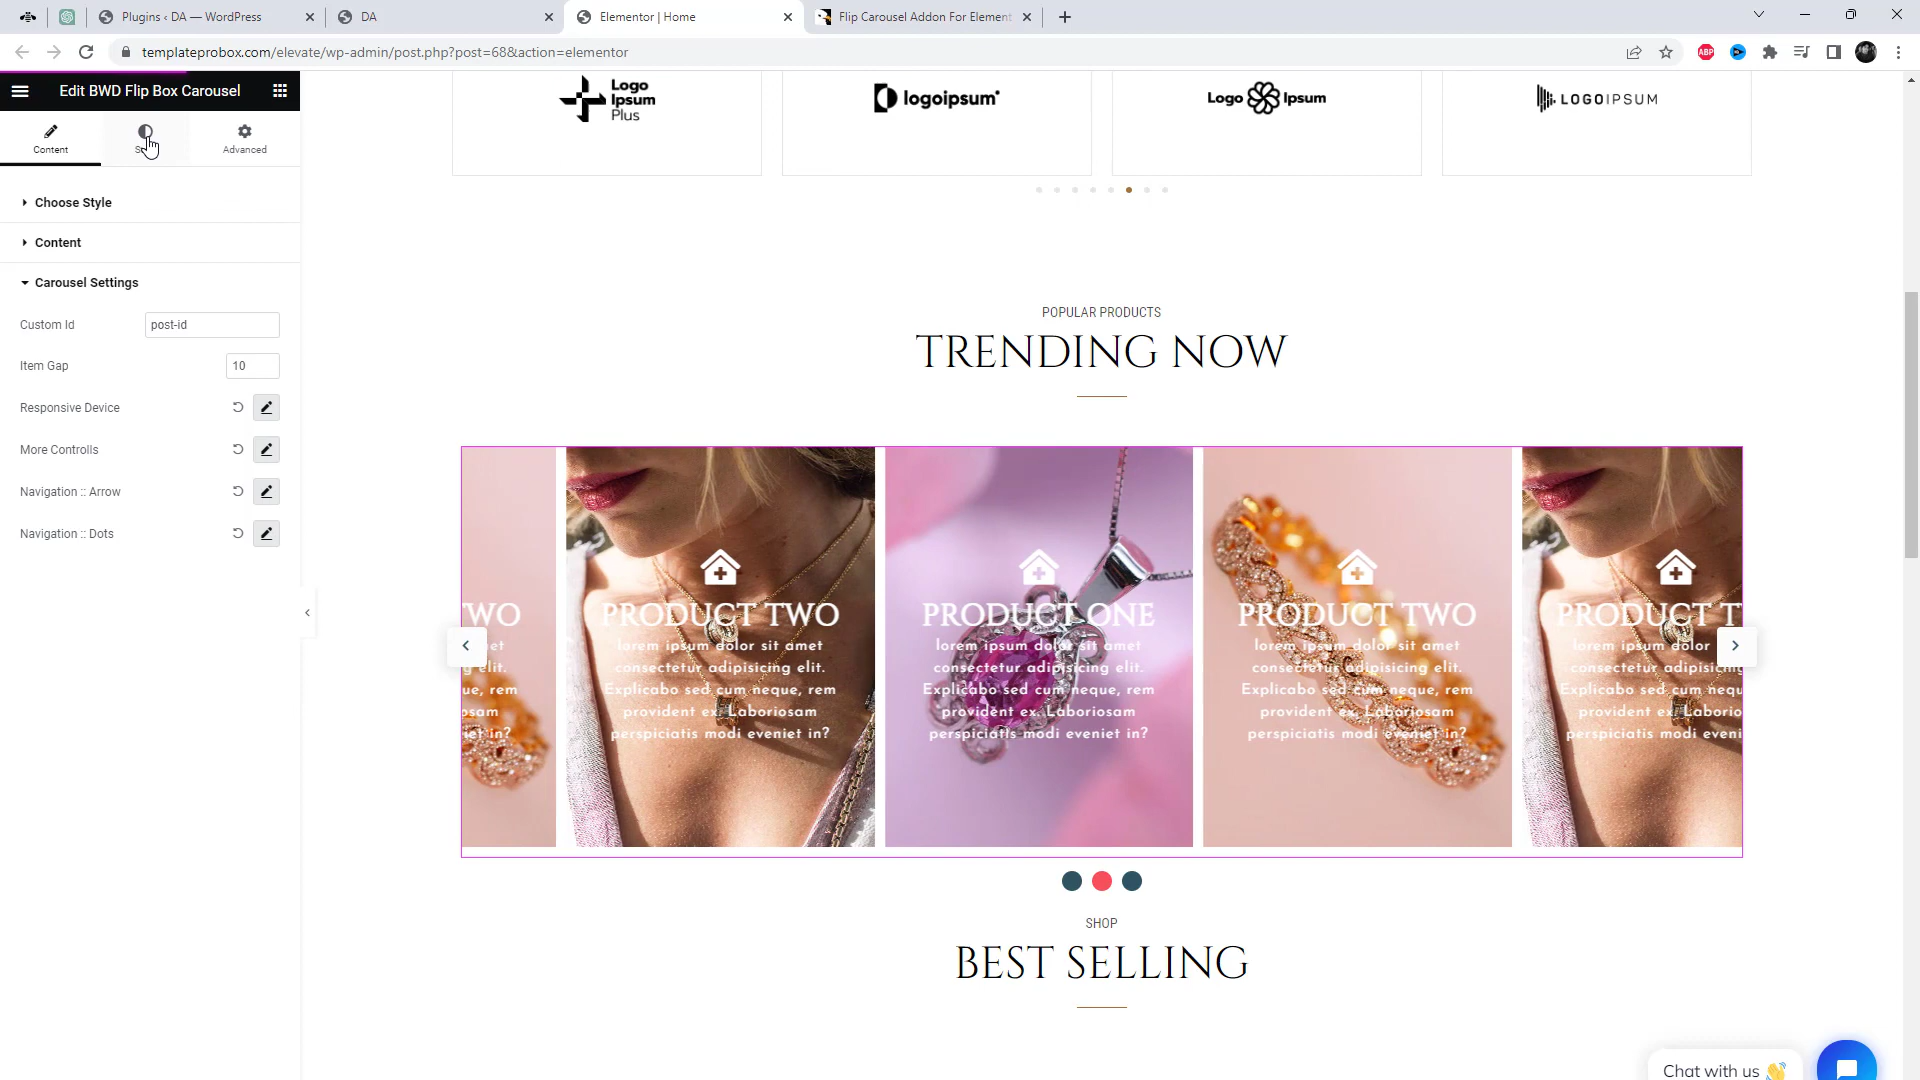 Plugins ‹ DA — WordPress
DA
Elementor | Home
Flip Carousel Addon For Element
templateprobox.com/elevate/wp-admin/post.php?post=68&action=elementor
ABP
Edit BWD Flip Box Carousel
Content
Advanced
Choose Style
Content
Carousel Settings
Custom Id
post-id
Item Gap
10
Responsive Device
More Controlls
Navigation :: Arrow
Navigation :: Dots
Logo
Ipsum
Plus
logoipsum
Logo Ipsum
LOGOIPSUM
POPULAR PRODUCTS
TRENDING NOW
TWO
et
g elit.
ue, rem
osam
iet in?
PRODUCT TWO
lorem ipsum dolor sit amet
consectetur adipisicing elit.
Explicabo sed cum neque, rem
provident ex. Laboriosam
perspiciatis modi eveniet in?
PRODUCT ONE
lorem ipsum dolor sit amet
consectetur adipisicing elit.
Explicabo sed cum neque, rem
provident ex. Laboriosam
perspiciatis modi eveniet in?
PRODUCT TWO
lorem ipsum dolor sit amet
consectetur adipisicing elit.
Explicabo sed cum neque, rem
provident ex. Laboriosam
perspiciatis modi eveniet in?
PRODUCT T
lorem ipsum dolor
consectetur adipisicing
Explicabo sed cum nequ
provident ex. Laborio
perspiciatis modi eveni
SHOP
BEST SELLING
Chat with us 👋